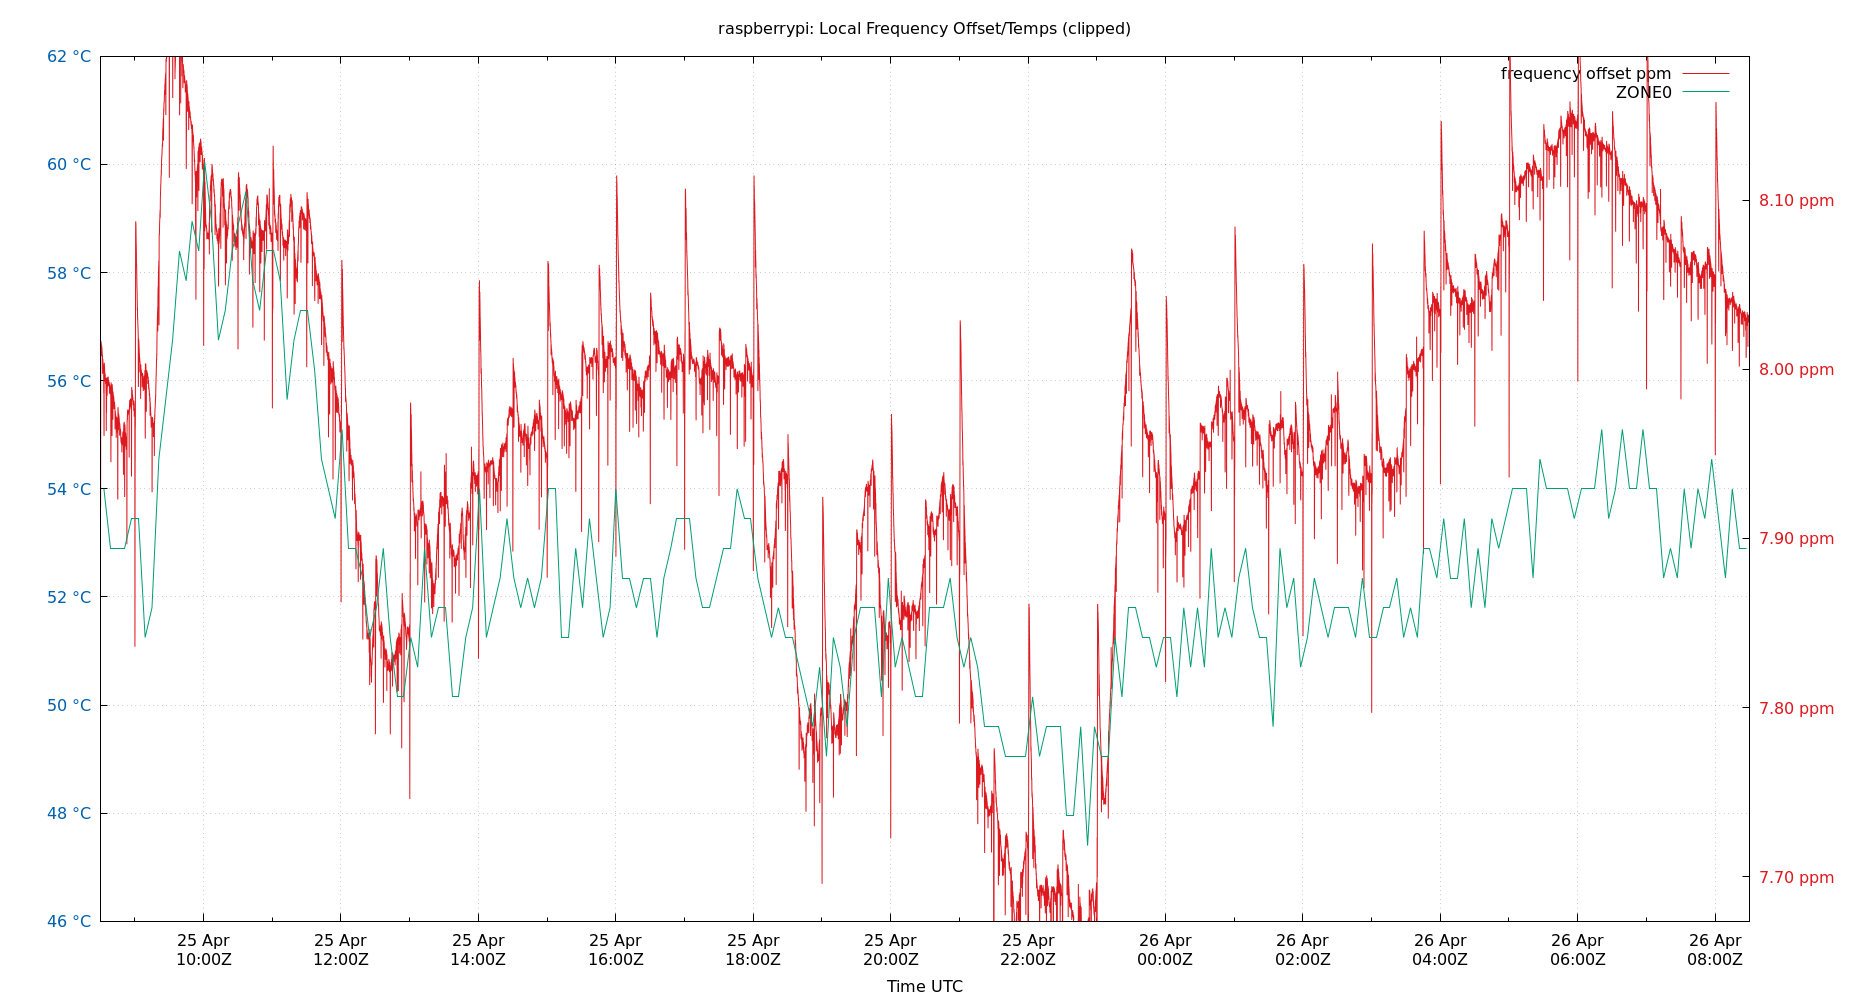 raspberrypi: Local Frequency Offset/Temps (clipped)
62 °C
60 °C
58 °C
56 °C
54 °C
52 °C
50 °C
48 °C
46 °C
frequency offset ppm
ZONE0
8.10 ppm
8.00 ppm
7.90 ppm
7.80 ppm
7.70 ppm
25 Apr
10:00Z
25 Apr
12:00Z
25 Apr
14:00Z
25 Apr
16:00Z
25 Apr
18:00Z
25 Apr
20:00Z
25 Apr
22:00Z
26 Apr
00:00Z
26 Apr
02:00Z
26 Apr
04:00Z
26 Apr
06:00Z
26 Apr
08:00Z
Time UTC